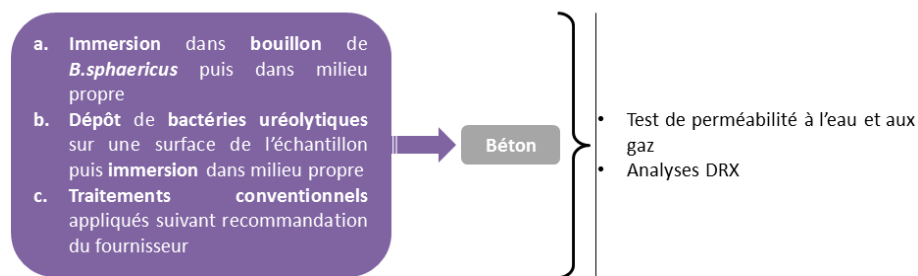 a. Immersion dans bouillon de
B.sphaericus puis dans milieu
propre
b. Dépôt de bactéries uréolytiques
sur une surface de l'échantillon
puis immersion dans milieu propre
c. Traitements conventionnels
appliqués suivant recommandation
du fournisseur
Béton
• Test de perméabilité à l'eau et aux
gaz
• Analyses DRX